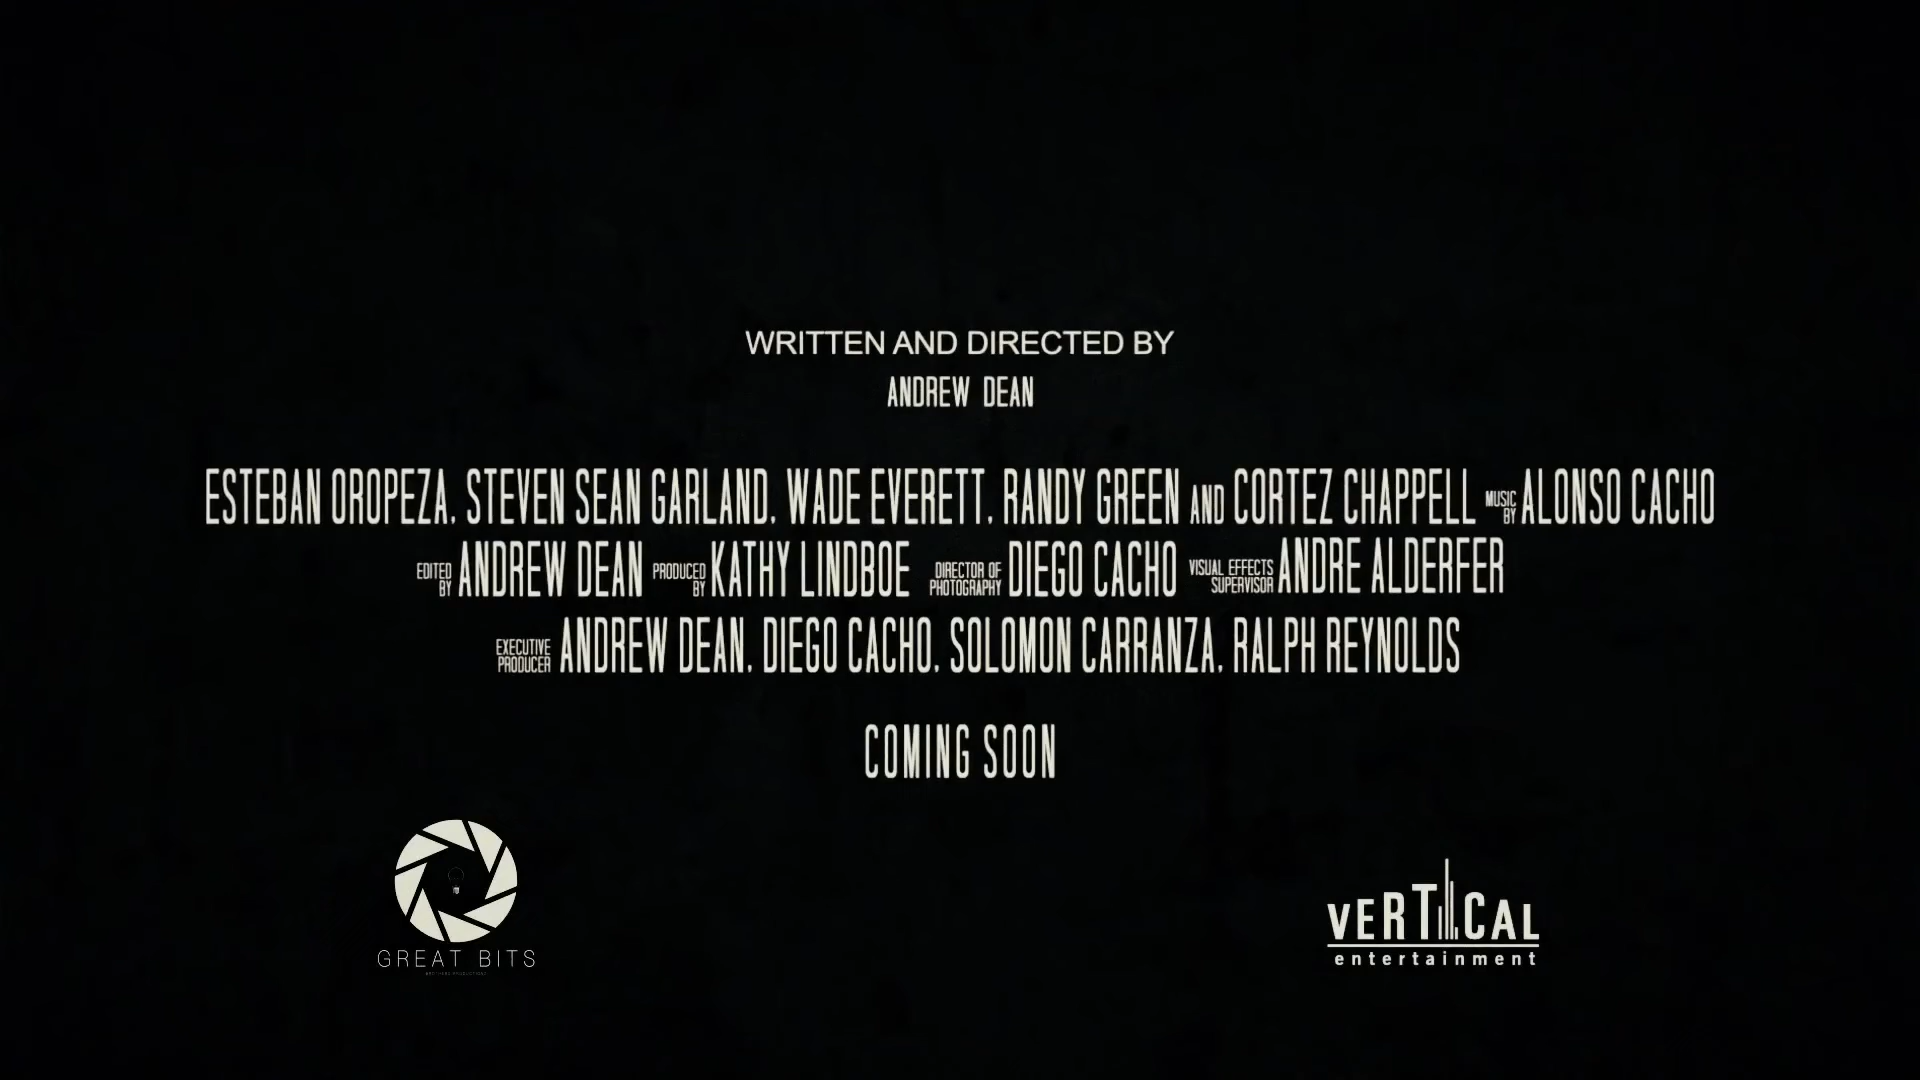 WRITTEN AND DIRECTED BY
ANDREW DEAN
ESTEBAN OROPEZA, STEVEN SEAN GARLAND, WADE EVERETT, RANDY GREEN AND CORTEZ CHAPPELL MUSIC BY ALONSO CACHO
EDITED BY ANDREW DEAN PRODUCED BY KATHY LINDBOE DIRECTOR OF PHOTOGRAPHY DIEGO CACHO VISUAL EFFECTS SUPERVISOR ANDRE ALDERFER
EXECUTIVE PRODUCER ANDREW DEAN, DIEGO CACHO, SOLOMON CARRANZA, RALPH REYNOLDS
COMING SOON
GREAT BITS
VERTICAL
entertainment